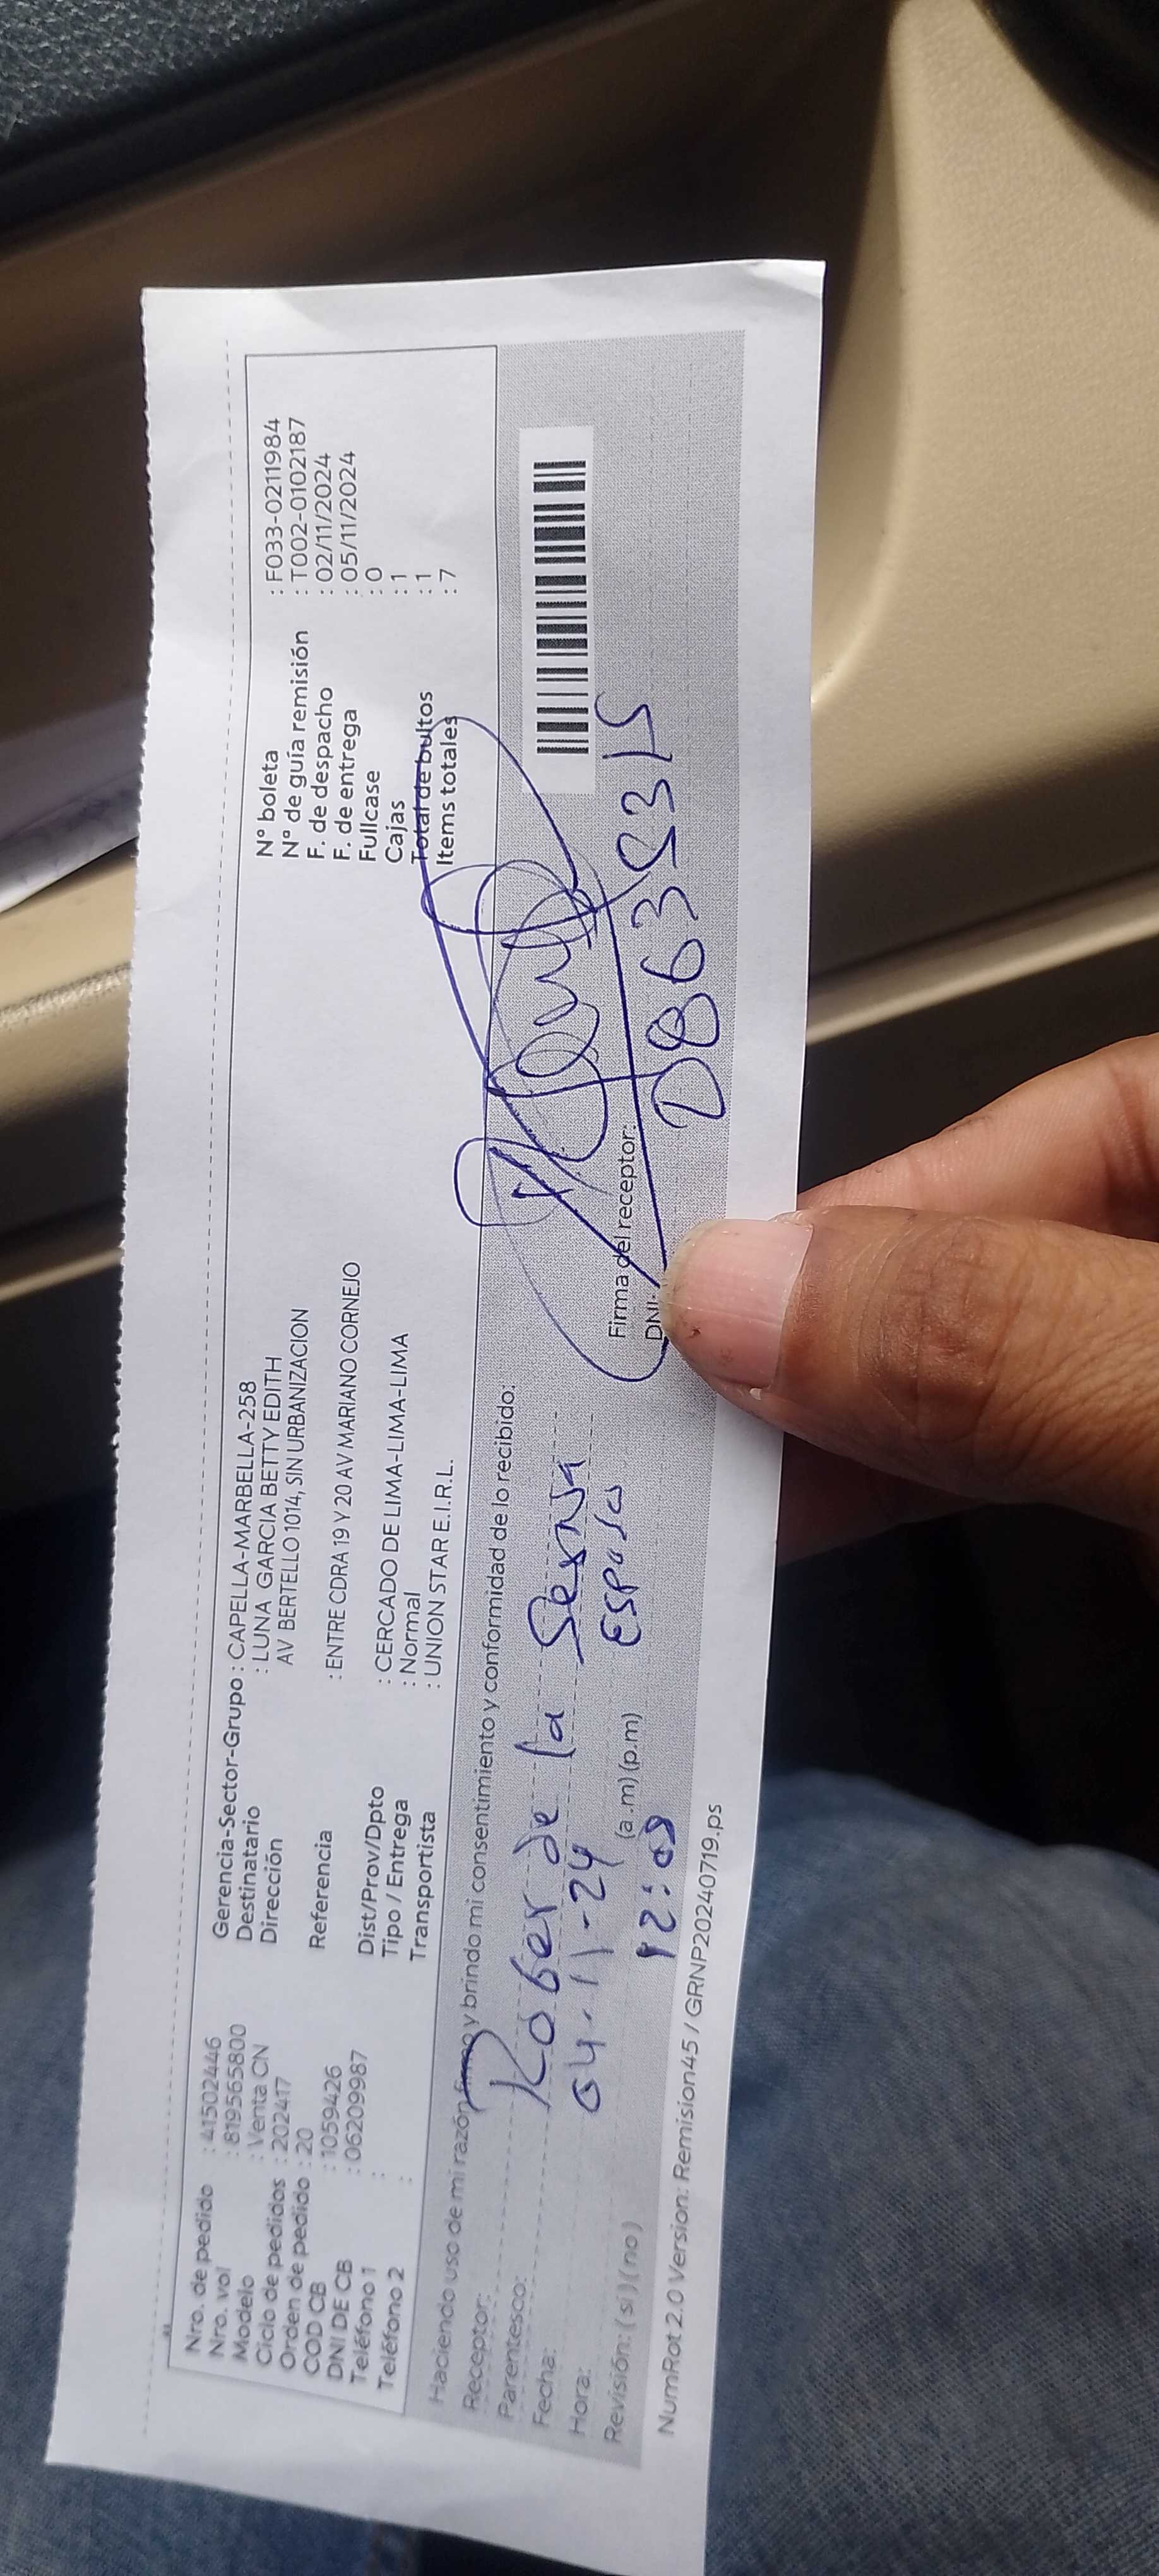 Nro. de pedido : 41502446
Nro. vol : 819565800
Modelo : Venta CN
Ciclo de pedidos : 202417
Orden de pedido : 20
COD CB : 1059426
DNI DE CB : 06209987
Teléfono 1 :
Teléfono 2 :
Gerencia-Sector-Grupo : CAPELLA-MARBELLA-258
Destinatario : LUNA GARCIA BETTY EDITH
Dirección AV BERTELLO 1014, SIN URBANIZACION
Referencia : ENTRE CDRA 19 Y 20 AV MARIANO CORNEJO
Dist/Prov/Dpto : CERCADO DE LIMA-LIMA-LIMA
Tipo / Entrega : Normal
Transportista : UNION STAR E.I.R.L.
N° boleta : F033-0211984
N° de guía remisión : T002-0102187
F. de despacho : 02/11/2024
F. de entrega : 05/11/2024
Fullcase : 0
Cajas : 1
Total de bultos : 1
Items totales : 7
Haciendo uso de mi razón firmo y brindo mi consentimiento y conformidad de lo recibido:
Receptor: Rober de la Serna
Parentesco: Esposo
Fecha: 04-11-24
Hora: 12:08 (a.m) (p.m)
Revisión: (si) (no)
Firma del receptor:
DNI: 08635315
NumRot 2.0 Version: Remision45 / GRNP20240719.ps